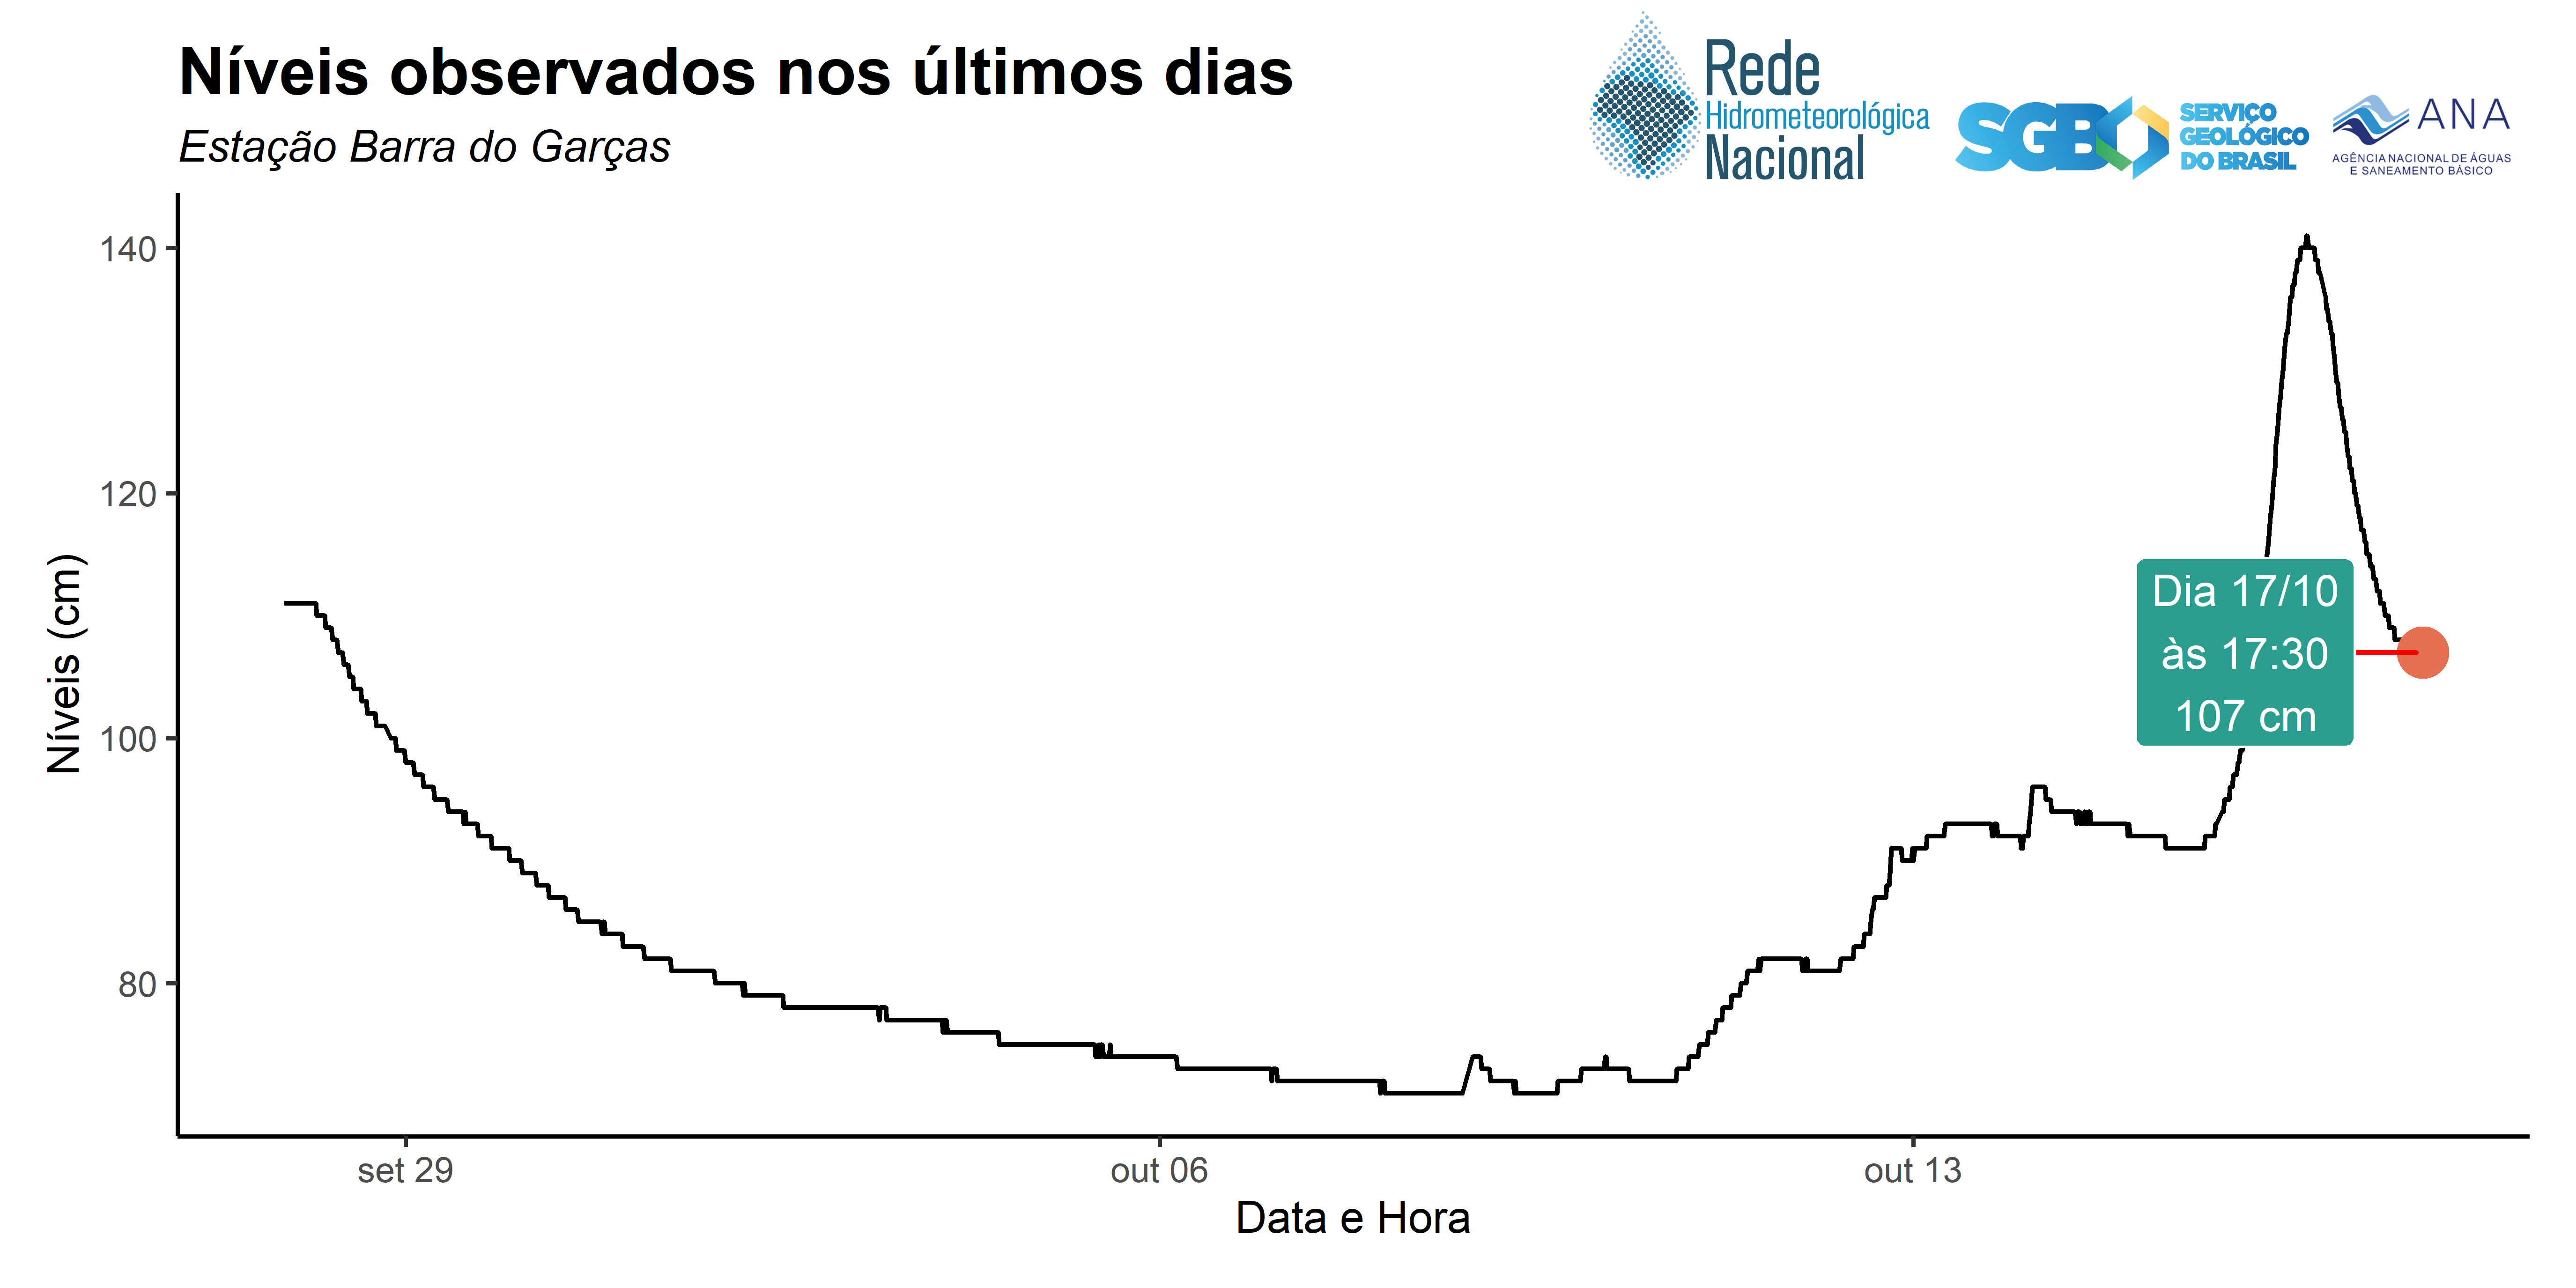 Níveis observados nos últimos dias
Estação Barra do Garças
Rede
Hidrometeorológica
Nacional
SGB
SERVIÇO
GEOLÓGICO
DO BRASIL
ANA
AGÊNCIA NACIONAL DE ÁGUAS
E SANEAMENTO BÁSICO
140
120
100
80
Níveis (cm)
Dia 17/10
às 17:30
107 cm
set 29
out 06
out 13
Data e Hora